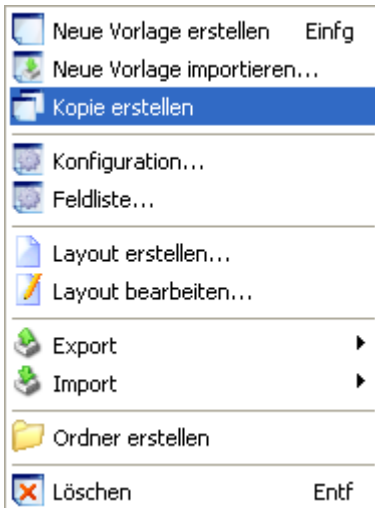 Neue Vorlage erstellen Einfg
Neue Vorlage importieren...
Kopie erstellen
Konfiguration...
Feldliste...
Layout erstellen...
Layout bearbeiten...
Export
Import
Ordner erstellen
Löschen Entf